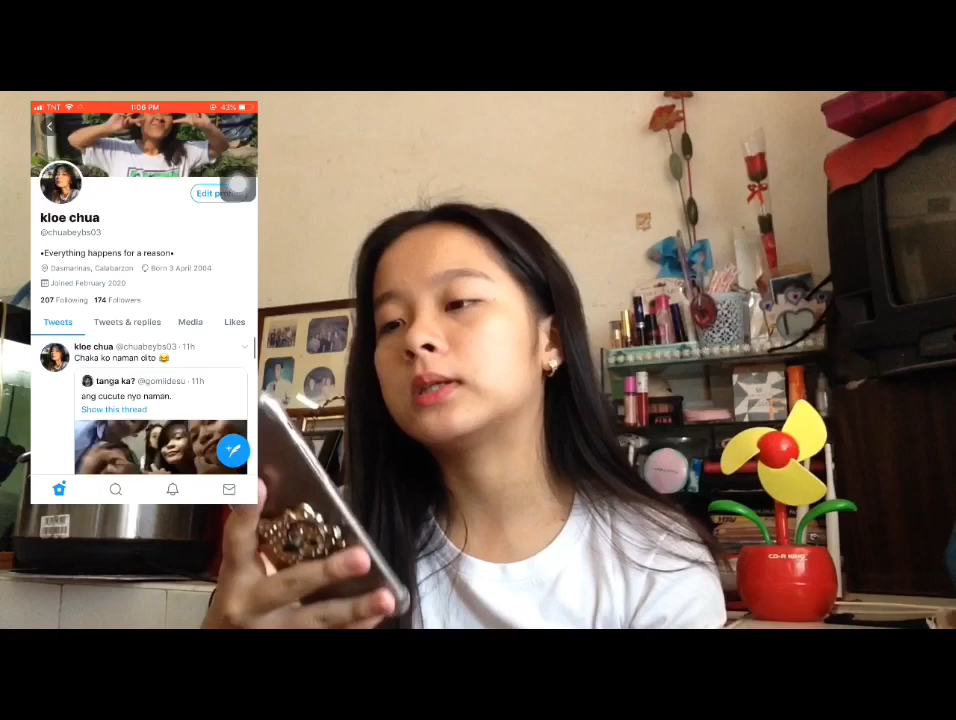 TNT 1:06 PM 43%
Edit
kloe chua
@chuabeybs03
•Everything happens for a reason•
Dasmarinas, Calabarzon Born 3 April 2004
Joined February 2020
207 Following 174 Followers
Tweets Tweets & replies Media Likes
kloe chua @chuabeybs03 · 11h
Chaka ko naman dito 😂
tanga ka? @gomiidesu · 11h
ang cucute nyo naman.
Show this thread
PINK
CD-R KING